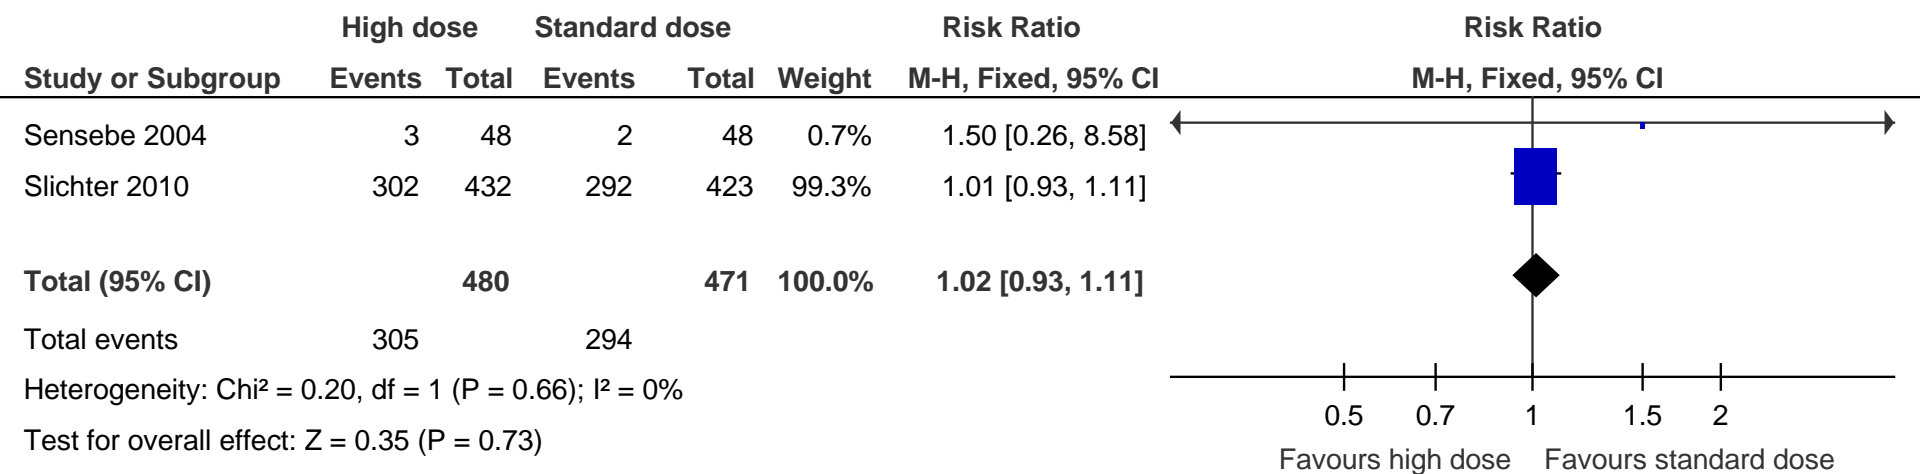 High dose Standard dose Risk Ratio Risk Ratio
Study or Subgroup Events Total Events Total Weight M-H, Fixed, 95% CI M-H, Fixed, 95% CI
Sensebe 2004 3 48 2 48 0.7% 1.50 [0.26, 8.58]
Slichter 2010 302 432 292 423 99.3% 1.01 [0.93, 1.11]
Total (95% CI) 480 471 100.0% 1.02 [0.93, 1.11]
Total events 305 294
Heterogeneity: Chi² = 0.20, df = 1 (P = 0.66); I² = 0%
Test for overall effect: Z = 0.35 (P = 0.73)
0.5 0.7 1 1.5 2
Favours high dose Favours standard dose